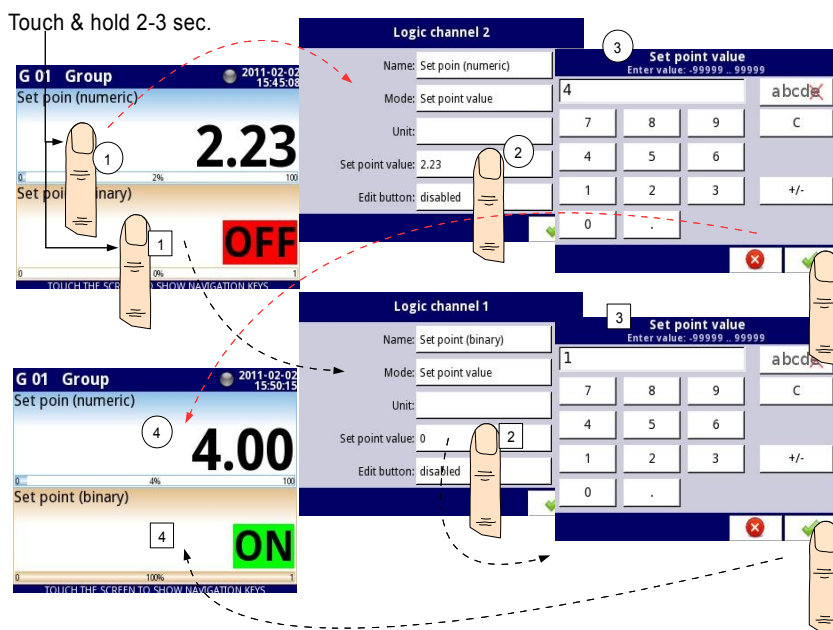 Touch & hold 2-3 sec.
G 01 Group
2011-02-02
15:45:08
Set poin (numeric)
1
2.23
0
2%
100
Set poi inary)
1
OFF
0
0%
1
TOUCH THE SCREEN TO SHOW NAVIGATION KEYS
Logic channel 2
Name: Set poin (numeric)
Mode: Set point value
Unit:
Set point value: 2.23
2
Edit button: disabled
3
Set point value
Enter value: -99999 .. 99999
4
abcde
7 8 9 C
4 5 6
1 2 3 +/-
0 .
Logic channel 1
Name: Set point (binary)
Mode: Set point value
Unit:
Set point value: 0
2
Edit button: disabled
3
Set point value
Enter value: -99999 .. 99999
1
abcde
7 8 9 C
4 5 6
1 2 3 +/-
0 .
G 01 Group
2011-02-02
15:50:15
Set poin (numeric)
4
4.00
0
4%
100
Set point (binary)
4
ON
0
100%
1
TOUCH THE SCREEN TO SHOW NAVIGATION KEYS